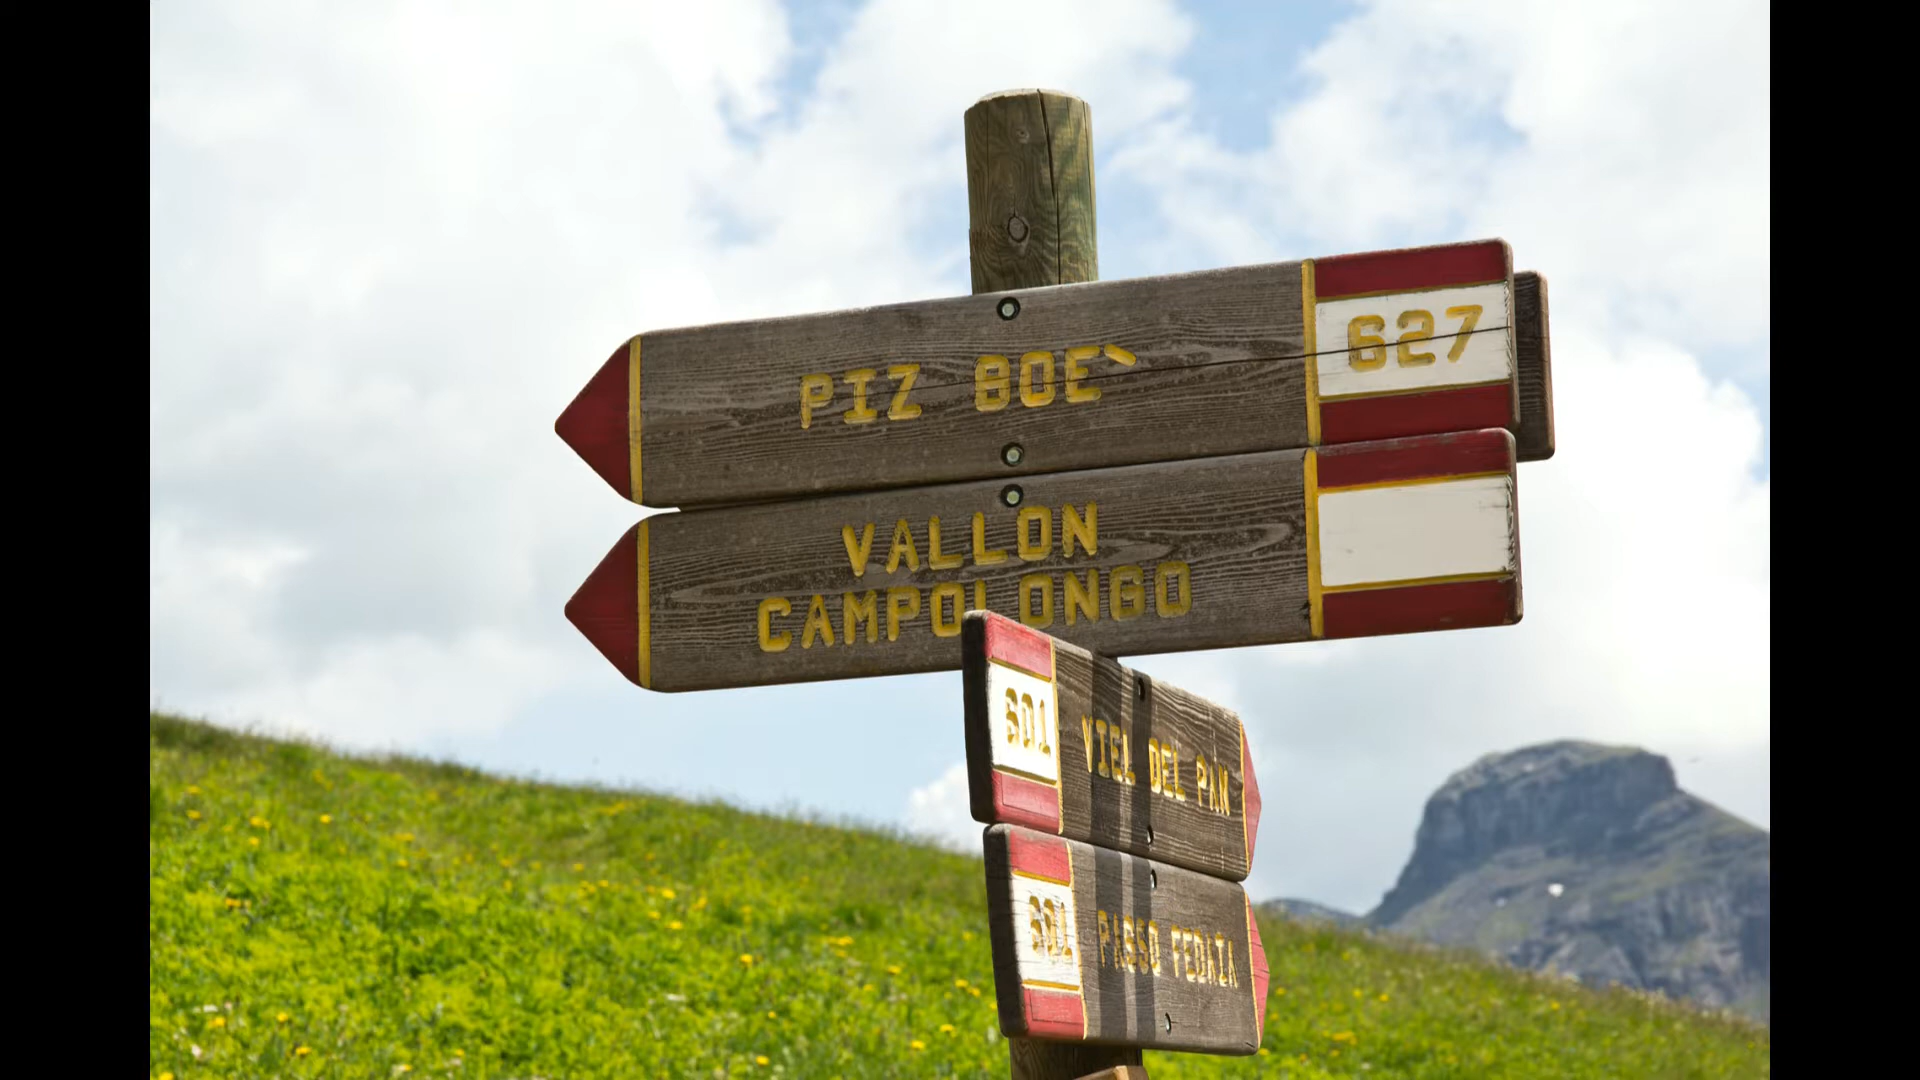 PIZ BOE`
627
VALLON
CAMPOLONGO
601
VIEL DEL PAN
601
PASSO FEDAIA